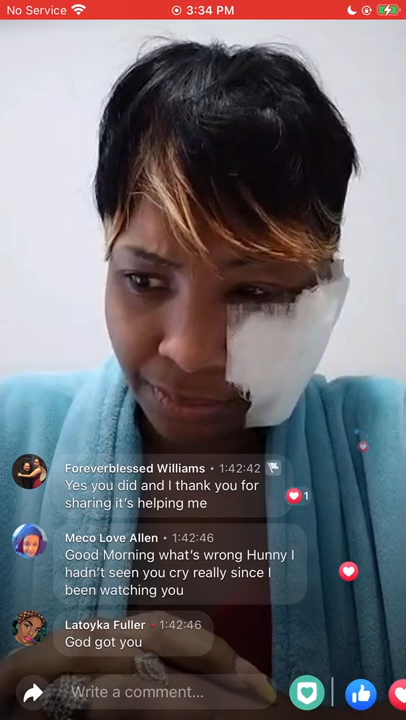 No Service 3:34 PM
Foreverblessed Williams • 1:42:42
Yes you did and I thank you for
sharing it’s helping me
1
Meco Love Allen • 1:42:46
Good Morning what’s wrong Hunny I
hadn’t seen you cry really since I
been watching you
Latoyka Fuller • 1:42:46
God got you
Write a comment...